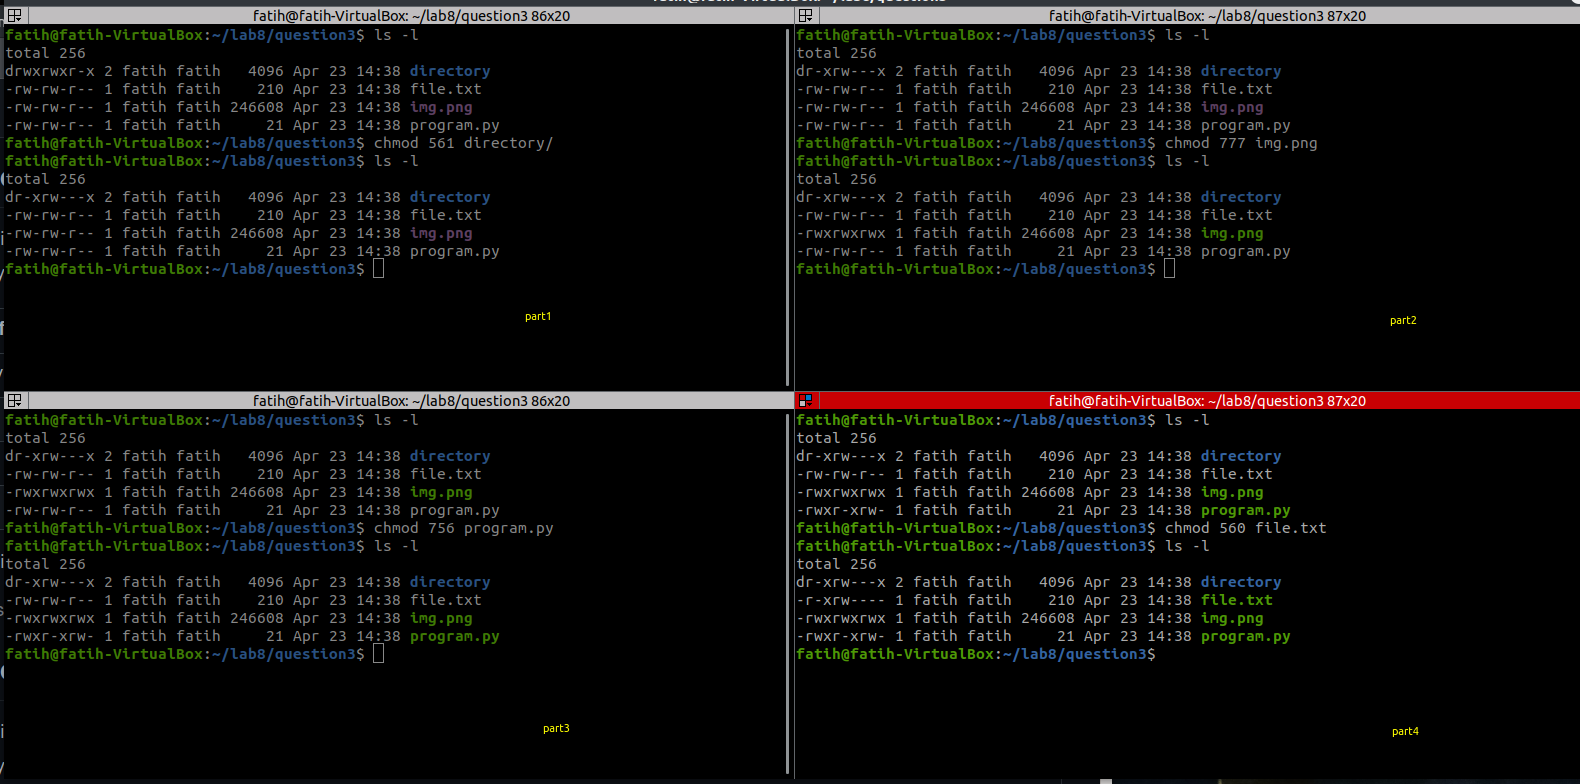 fatih@fatih-VirtualBox: ~/lab8/question3 86x20
fatih@fatih-VirtualBox:~/lab8/question3$ ls -l
total 256
drwxrwxr-x 2 fatih fatih   4096 Apr 23 14:38 directory
-rw-rw-r-- 1 fatih fatih    210 Apr 23 14:38 file.txt
-rw-rw-r-- 1 fatih fatih 246608 Apr 23 14:38 img.png
-rw-rw-r-- 1 fatih fatih     21 Apr 23 14:38 program.py
fatih@fatih-VirtualBox:~/lab8/question3$ chmod 561 directory/
fatih@fatih-VirtualBox:~/lab8/question3$ ls -l
total 256
dr-xrw---x 2 fatih fatih   4096 Apr 23 14:38 directory
-rw-rw-r-- 1 fatih fatih    210 Apr 23 14:38 file.txt
-rw-rw-r-- 1 fatih fatih 246608 Apr 23 14:38 img.png
-rw-rw-r-- 1 fatih fatih     21 Apr 23 14:38 program.py
fatih@fatih-VirtualBox:~/lab8/question3$
part1
fatih@fatih-VirtualBox: ~/lab8/question3 87x20
fatih@fatih-VirtualBox:~/lab8/question3$ ls -l
total 256
dr-xrw---x 2 fatih fatih   4096 Apr 23 14:38 directory
-rw-rw-r-- 1 fatih fatih    210 Apr 23 14:38 file.txt
-rw-rw-r-- 1 fatih fatih 246608 Apr 23 14:38 img.png
-rw-rw-r-- 1 fatih fatih     21 Apr 23 14:38 program.py
fatih@fatih-VirtualBox:~/lab8/question3$ chmod 777 img.png
fatih@fatih-VirtualBox:~/lab8/question3$ ls -l
total 256
dr-xrw---x 2 fatih fatih   4096 Apr 23 14:38 directory
-rw-rw-r-- 1 fatih fatih    210 Apr 23 14:38 file.txt
-rwxrwxrwx 1 fatih fatih 246608 Apr 23 14:38 img.png
-rw-rw-r-- 1 fatih fatih     21 Apr 23 14:38 program.py
fatih@fatih-VirtualBox:~/lab8/question3$
part2
fatih@fatih-VirtualBox: ~/lab8/question3 86x20
fatih@fatih-VirtualBox:~/lab8/question3$ ls -l
total 256
dr-xrw---x 2 fatih fatih   4096 Apr 23 14:38 directory
-rw-rw-r-- 1 fatih fatih    210 Apr 23 14:38 file.txt
-rwxrwxrwx 1 fatih fatih 246608 Apr 23 14:38 img.png
-rw-rw-r-- 1 fatih fatih     21 Apr 23 14:38 program.py
fatih@fatih-VirtualBox:~/lab8/question3$ chmod 756 program.py
fatih@fatih-VirtualBox:~/lab8/question3$ ls -l
total 256
dr-xrw---x 2 fatih fatih   4096 Apr 23 14:38 directory
-rw-rw-r-- 1 fatih fatih    210 Apr 23 14:38 file.txt
-rwxrwxrwx 1 fatih fatih 246608 Apr 23 14:38 img.png
-rwxr-xrw- 1 fatih fatih     21 Apr 23 14:38 program.py
fatih@fatih-VirtualBox:~/lab8/question3$
part3
fatih@fatih-VirtualBox: ~/lab8/question3 87x20
fatih@fatih-VirtualBox:~/lab8/question3$ ls -l
total 256
dr-xrw---x 2 fatih fatih   4096 Apr 23 14:38 directory
-rw-rw-r-- 1 fatih fatih    210 Apr 23 14:38 file.txt
-rwxrwxrwx 1 fatih fatih 246608 Apr 23 14:38 img.png
-rwxr-xrw- 1 fatih fatih     21 Apr 23 14:38 program.py
fatih@fatih-VirtualBox:~/lab8/question3$ chmod 560 file.txt
fatih@fatih-VirtualBox:~/lab8/question3$ ls -l
total 256
dr-xrw---x 2 fatih fatih   4096 Apr 23 14:38 directory
-r-xrw---- 1 fatih fatih    210 Apr 23 14:38 file.txt
-rwxrwxrwx 1 fatih fatih 246608 Apr 23 14:38 img.png
-rwxr-xrw- 1 fatih fatih     21 Apr 23 14:38 program.py
fatih@fatih-VirtualBox:~/lab8/question3$
part4